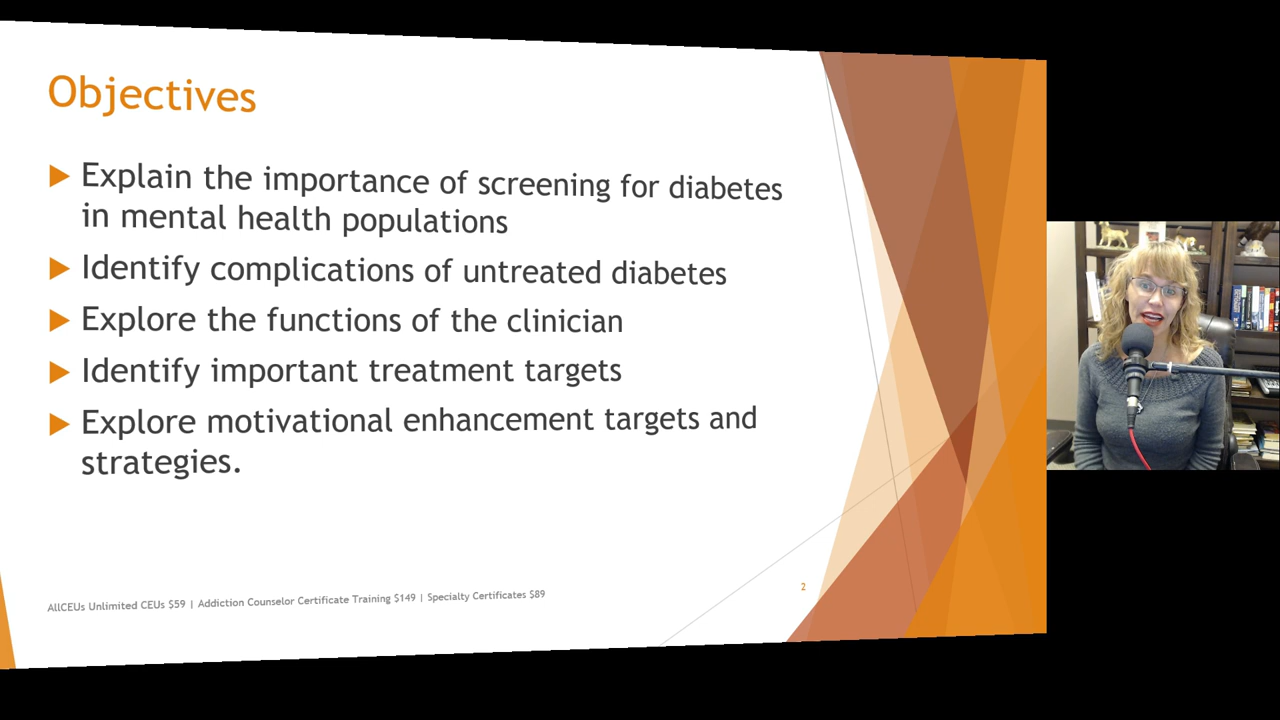 Objectives
Explain the importance of screening for diabetes
in mental health populations
Identify complications of untreated diabetes
Explore the functions of the clinician
Identify important treatment targets
Explore motivational enhancement targets and
strategies.
AllCEUs Unlimited CEUs $59 | Addiction Counselor Certificate Training $149 | Specialty Certificates $89
2